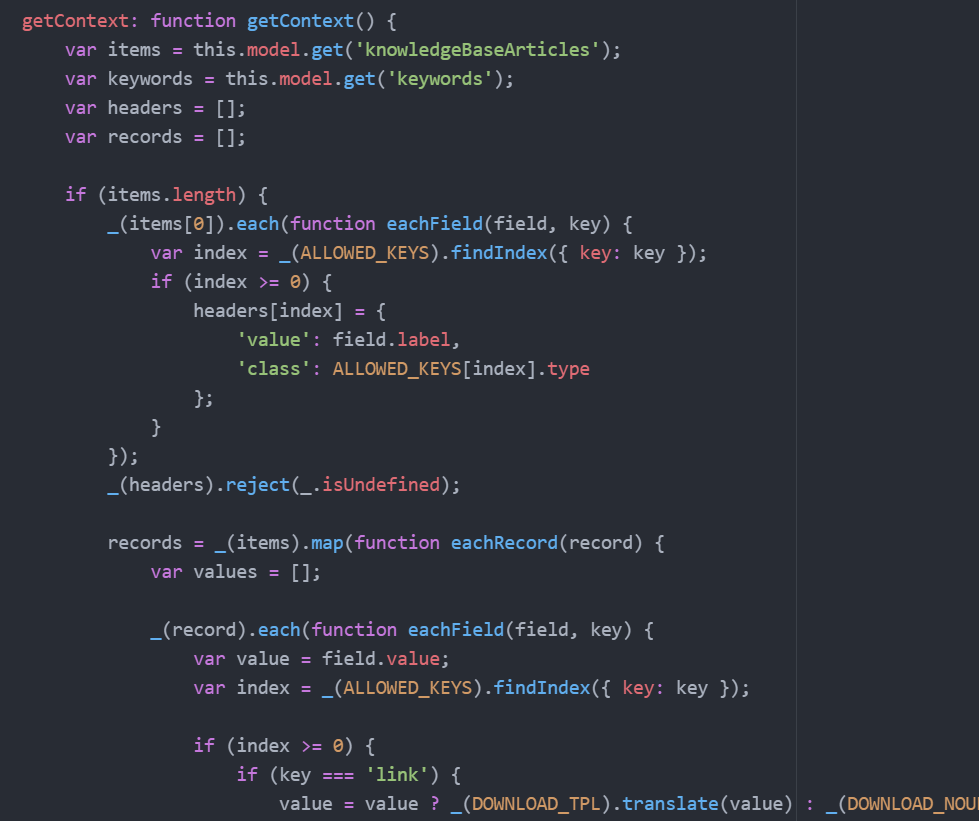 getContext: function getContext() {
    var items = this.model.get('knowledgeBaseArticles');
    var keywords = this.model.get('keywords');
    var headers = [];
    var records = [];

    if (items.length) {
        _(items[0]).each(function eachField(field, key) {
            var index = _(ALLOWED_KEYS).findIndex({ key: key });
            if (index >= 0) {
                headers[index] = {
                    'value': field.label,
                    'class': ALLOWED_KEYS[index].type
                };
            }
        });
        _(headers).reject(_.isUndefined);

        records = _(items).map(function eachRecord(record) {
            var values = [];

            _(record).each(function eachField(field, key) {
                var value = field.value;
                var index = _(ALLOWED_KEYS).findIndex({ key: key });

                if (index >= 0) {
                    if (key === 'link') {
                        value = value ? _(DOWNLOAD_TPL).translate(value) : _(